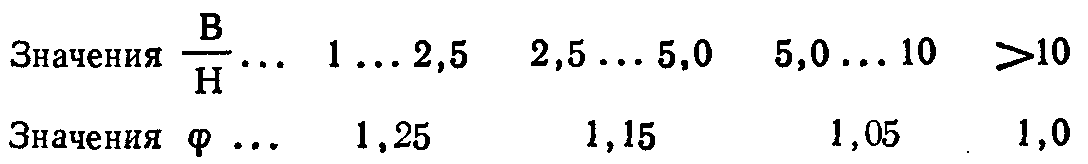 Значения B/H ... 1 ... 2,5 2,5 ... 5,0 5,0 ... 10 >10
Значения φ ... 1,25 1,15 1,05 1,0